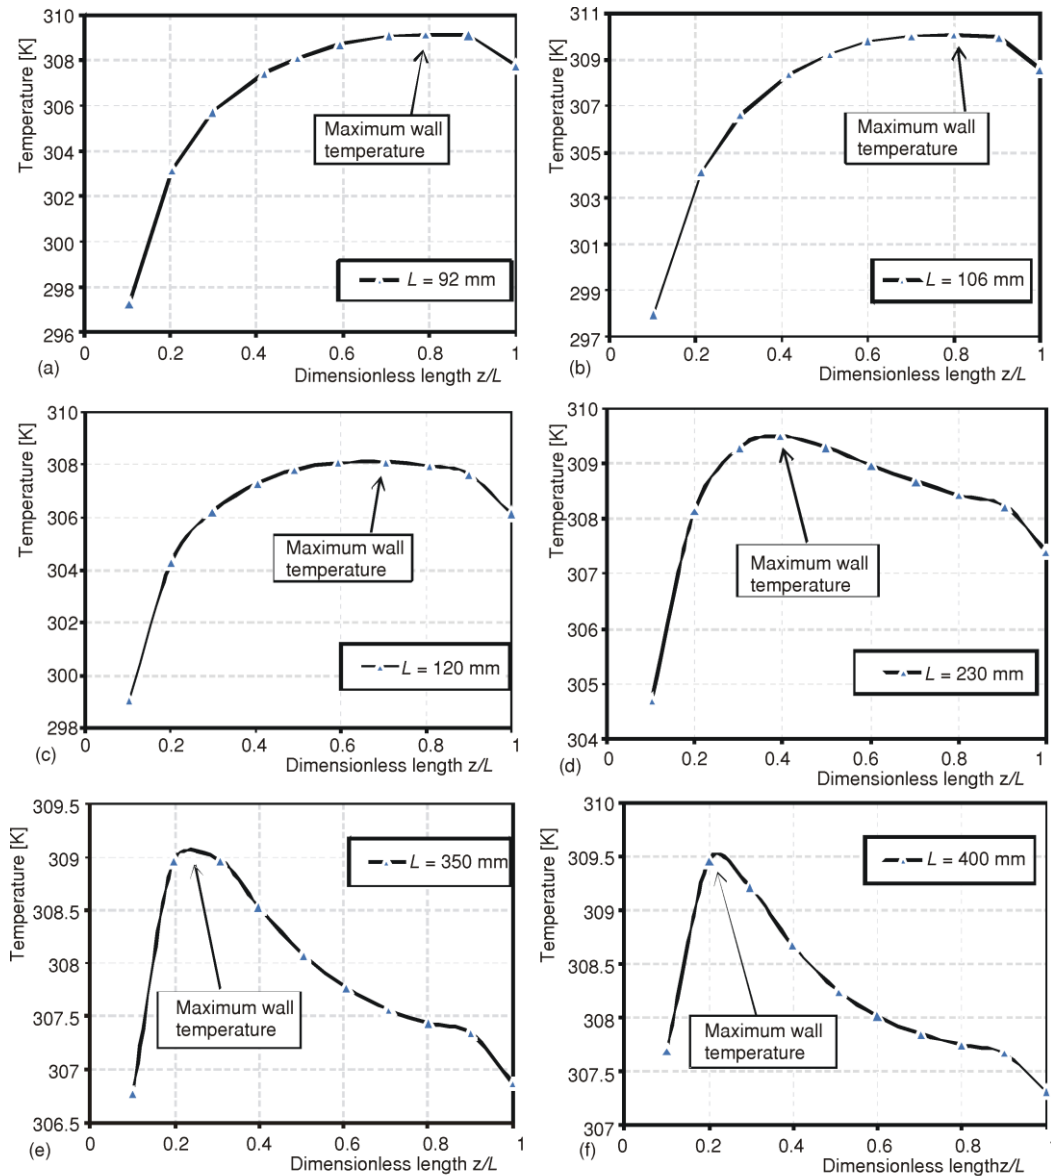 310
308
306
304
302
300
298
296
Temperature [K]
Maximum wall
temperature
L = 92 mm
0
0.2
0.4
0.6
0.8
1
(a)
Dimensionless length z/L
311
310
309
307
305
303
301
299
297
Temperature [K]
Maximum wall
temperature
L = 106 mm
0
0.2
0.4
0.6
0.8
1
(b)
Dimensionless length z/L
310
308
306
304
302
300
298
Temperature [K]
Maximum wall
temperature
L = 120 mm
0
0.2
0.4
0.6
0.8
1
(c)
Dimensionless length z/L
310
309
308
307
306
305
304
Temperature [K]
Maximum wall
temperature
L = 230 mm
0
0.2
0.4
0.6
0.8
1
(d)
Dimensionless length z/L
309.5
309
308.5
308
307.5
307
306.5
Temperature [K]
L = 350 mm
Maximum wall
temperature
0
0.2
0.4
0.6
0.8
1
(e)
Dimensionless length z/L
310
309.5
309
308.5
308
307.5
307
Temperature [K]
L = 400 mm
Maximum wall
temperature
0
0.2
0.4
0.6
0.8
1
(f)
Dimensionless lengthz/L